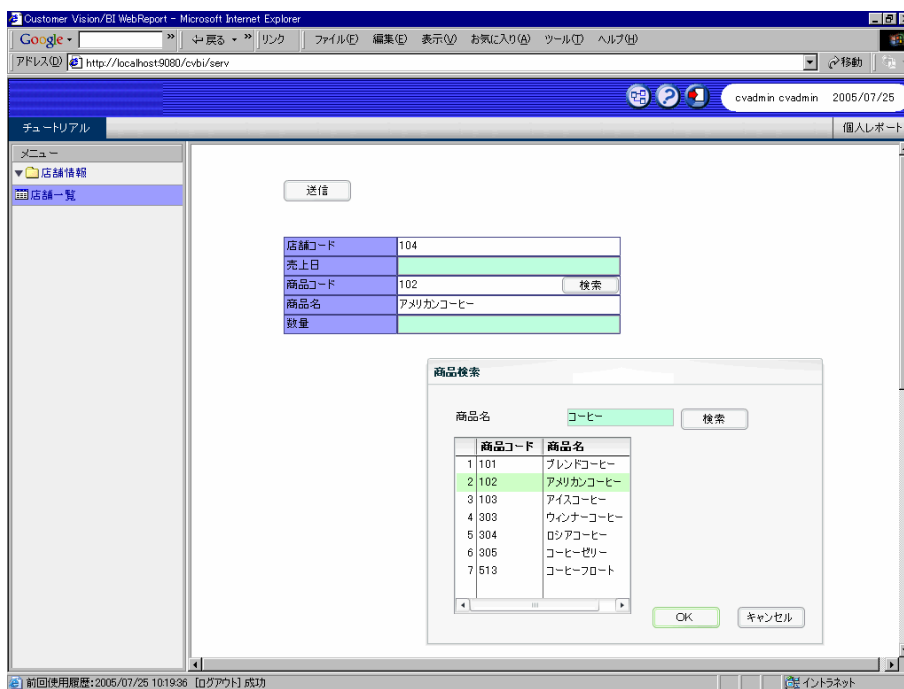 Customer Vision/BI WebReport - Microsoft Internet Explorer
Google 戻る リンク ファイル(F) 編集(E) 表示(V) お気に入り(A) ツール(T) ヘルプ(H)
アドレス(D) http://localhost:9080/cvbi/serv 移動
cvadmin cvadmin 2005/07/25
チュートリアル 個人レポート
メニュー
店舗情報
店舗一覧
送信
店舗コード 104
売上日
商品コード 102 検索
商品名 アメリカンコーヒー
数量
商品検索
商品名 コーヒー 検索
商品コード 商品名
1 101 ブレンドコーヒー
2 102 アメリカンコーヒー
3 103 アイスコーヒー
4 303 ウィンナーコーヒー
5 304 ロシアコーヒー
6 305 コーヒーゼリー
7 513 コーヒーフロート
OK キャンセル
前回使用履歴:2005/07/25 10:19:36 [ログアウト] 成功 イントラネット